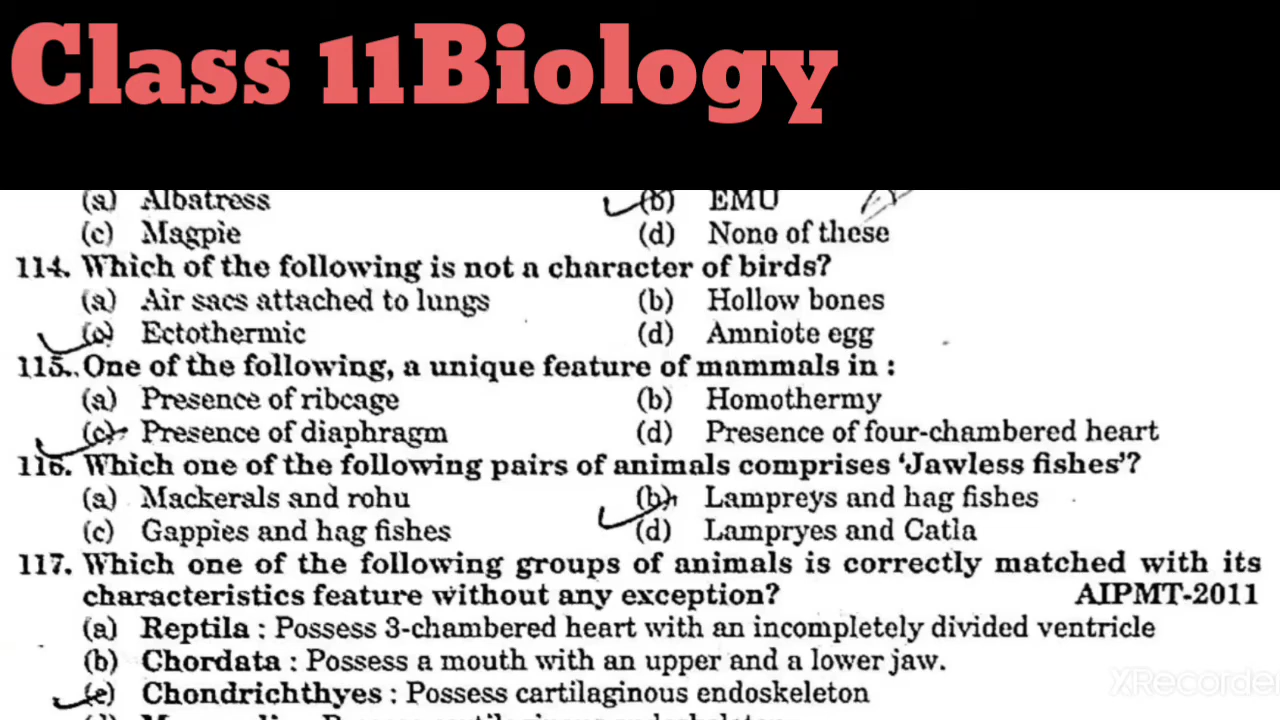 Class 11Biology
(a) Albatress (b) EMU
(c) Magpie (d) None of these
114. Which of the following is not a character of birds?
(a) Air sacs attached to lungs (b) Hollow bones
(c) Ectothermic (d) Amniote egg
115. One of the following, a unique feature of mammals in :
(a) Presence of ribcage (b) Homothermy
(c) Presence of diaphragm (d) Presence of four-chambered heart
116. Which one of the following pairs of animals comprises ‘Jawless fishes’?
(a) Mackerals and rohu (b) Lampreys and hag fishes
(c) Gappies and hag fishes (d) Lampryes and Catla
117. Which one of the following groups of animals is correctly matched with its
characteristics feature without any exception? AIPMT-2011
(a) Reptila : Possess 3-chambered heart with an incompletely divided ventricle
(b) Chordata : Possess a mouth with an upper and a lower jaw.
(c) Chondrichthyes : Possess cartilaginous endoskeleton
XRecorder